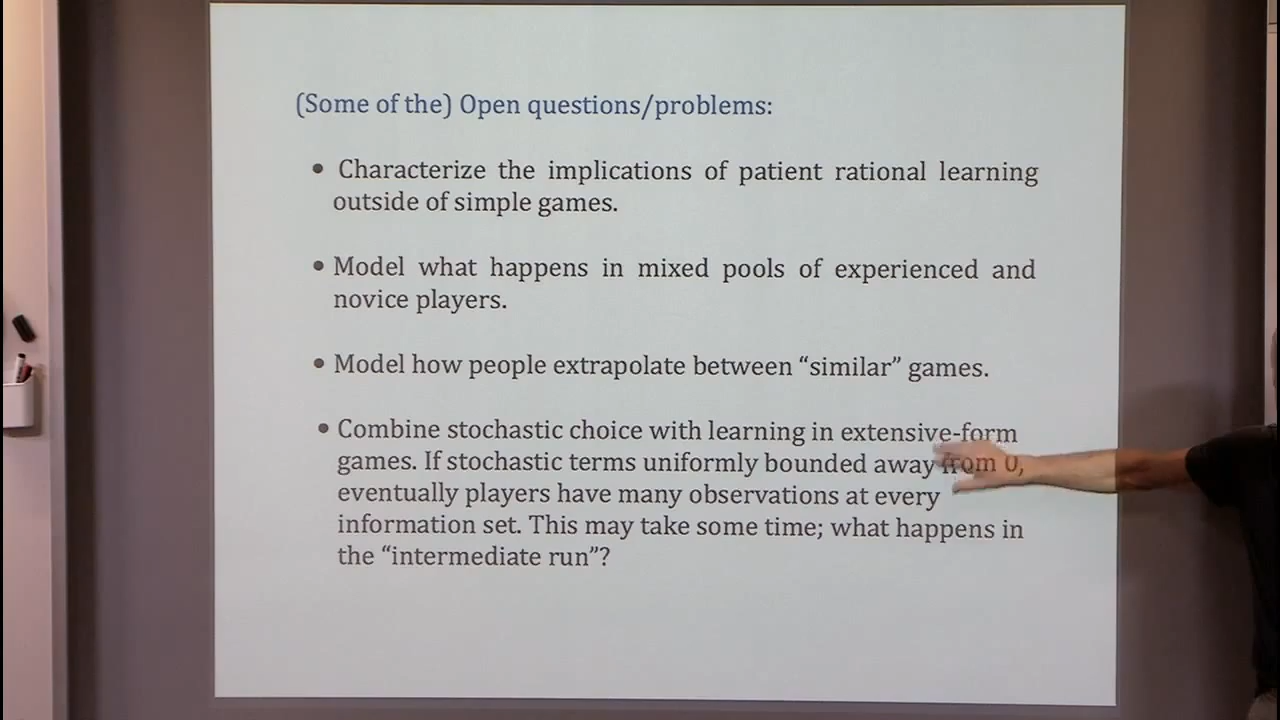 (Some of the) Open questions/problems:
• Characterize the implications of patient rational learning
outside of simple games.
• Model what happens in mixed pools of experienced and
novice players.
• Model how people extrapolate between “similar” games.
• Combine stochastic choice with learning in extensive-form
games. If stochastic terms uniformly bounded away from 0,
eventually players have many observations at every
information set. This may take some time; what happens in
the “intermediate run”?